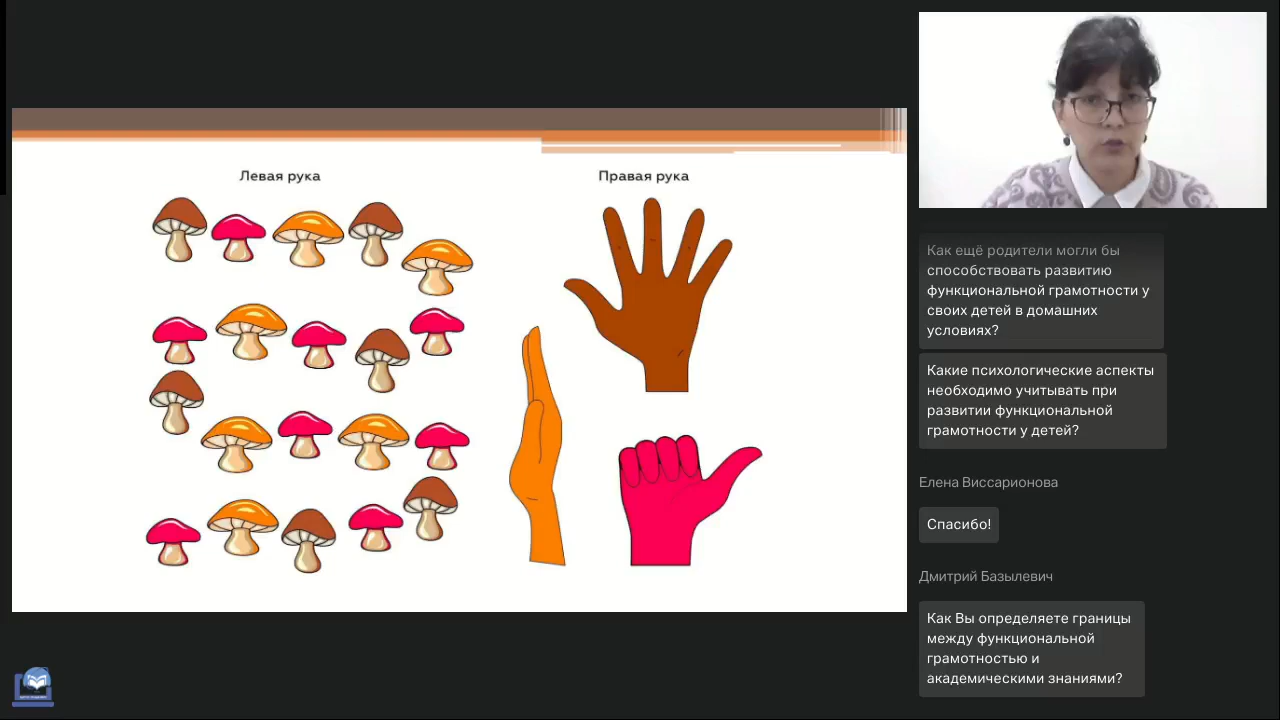 Левая рука
Правая рука
Как ещё родители могли бы
способствовать развитию
функциональной грамотности у
своих детей в домашних
условиях?
Какие психологические аспекты
необходимо учитывать при
развитии функциональной
грамотности у детей?
Елена Виссарионова
Спасибо!
Дмитрий Базылевич
Как Вы определяете границы
между функциональной
грамотностью и
академическими знаниями?